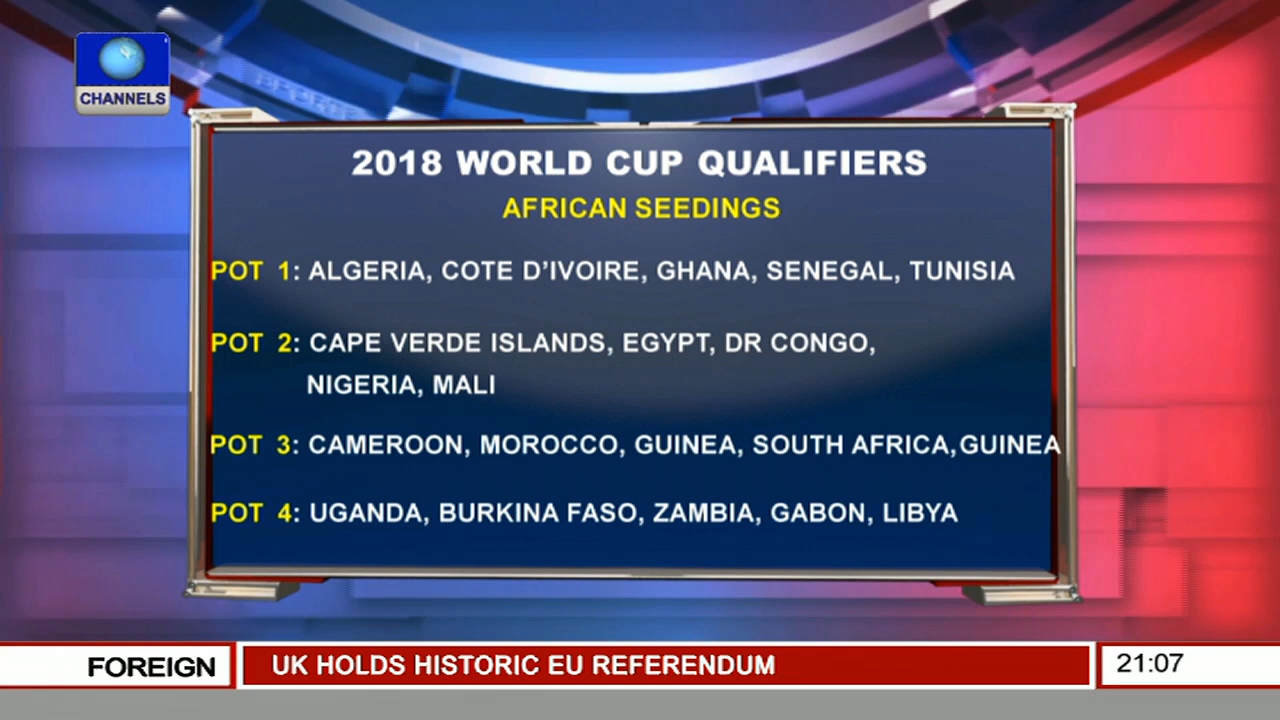 CHANNELS
2018 WORLD CUP QUALIFIERS
AFRICAN SEEDINGS
POT 1: ALGERIA, COTE D'IVOIRE, GHANA, SENEGAL, TUNISIA
POT 2: CAPE VERDE ISLANDS, EGYPT, DR CONGO,
NIGERIA, MALI
POT 3: CAMEROON, MOROCCO, GUINEA, SOUTH AFRICA,GUINEA
POT 4: UGANDA, BURKINA FASO, ZAMBIA, GABON, LIBYA
FOREIGN
UK HOLDS HISTORIC EU REFERENDUM
21:07